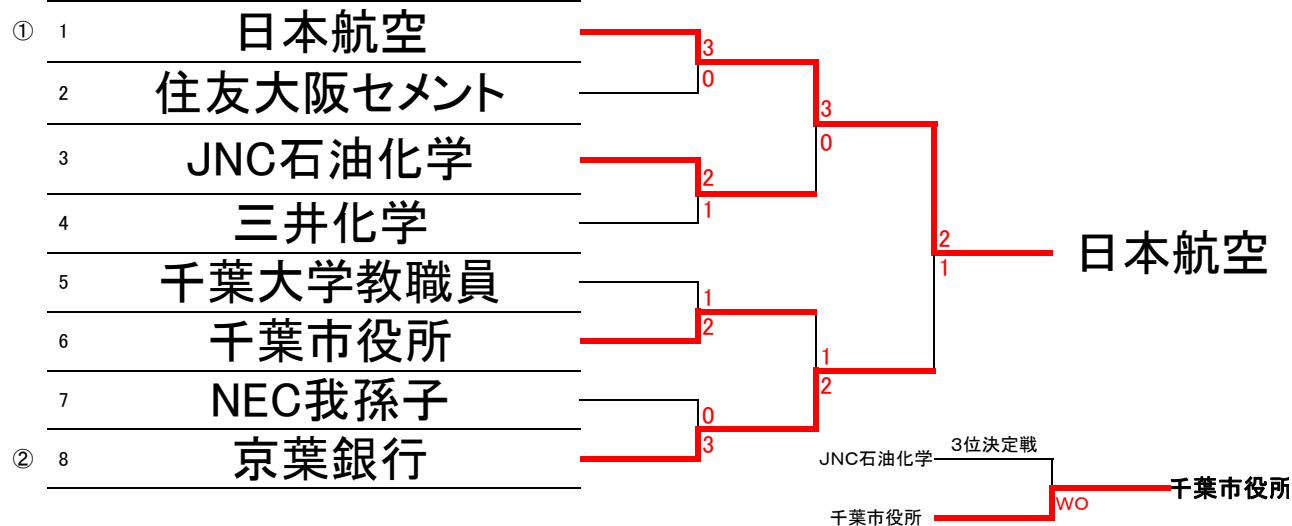 ① 1 日本航空
2 住友大阪セメント
3 JNC石油化学
4 三井化学
5 千葉大学教職員
6 千葉市役所
7 NEC我孫子
② 8 京葉銀行
3
0
2
1
1
2
0
3
3
0
1
2
2
1
日本航空
JNC石油化学 3位決定戦
千葉市役所
WO
千葉市役所